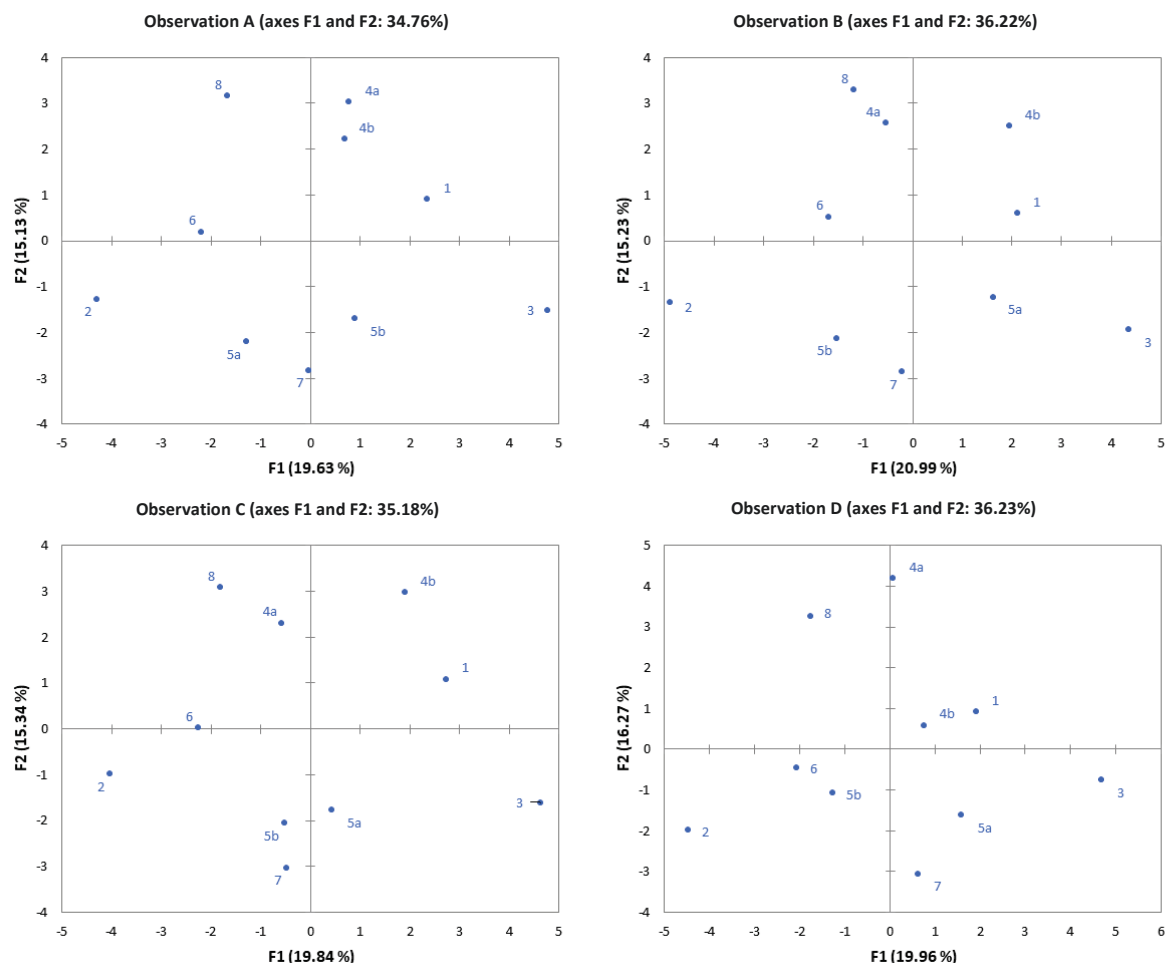 Observation A (axes F1 and F2: 34.76%)
4
3
2
1
0
-1
-2
-3
-4
F2 (15.13 %)
8
4a
4b
1
6
2
3
5b
5a
7
-5 -4 -3 -2 -1 0 1 2 3 4 5
F1 (19.63 %)
Observation B (axes F1 and F2: 36.22%)
4
3
2
1
0
-1
-2
-3
-4
F2 (15.23 %)
8
4a
4b
6
1
2
5a
3
5b
7
-5 -4 -3 -2 -1 0 1 2 3 4 5
F1 (20.99 %)
Observation C (axes F1 and F2: 35.18%)
4
3
2
1
0
-1
-2
-3
-4
F2 (15.34 %)
8
4b
4a
1
6
2
3
5a
5b
7
-5 -4 -3 -2 -1 0 1 2 3 4 5
F1 (19.84 %)
Observation D (axes F1 and F2: 36.23%)
5
4
3
2
1
0
-1
-2
-3
-4
F2 (16.27 %)
4a
8
1
4b
6
5b
3
5a
2
7
-5 -4 -3 -2 -1 0 1 2 3 4 5 6
F1 (19.96 %)